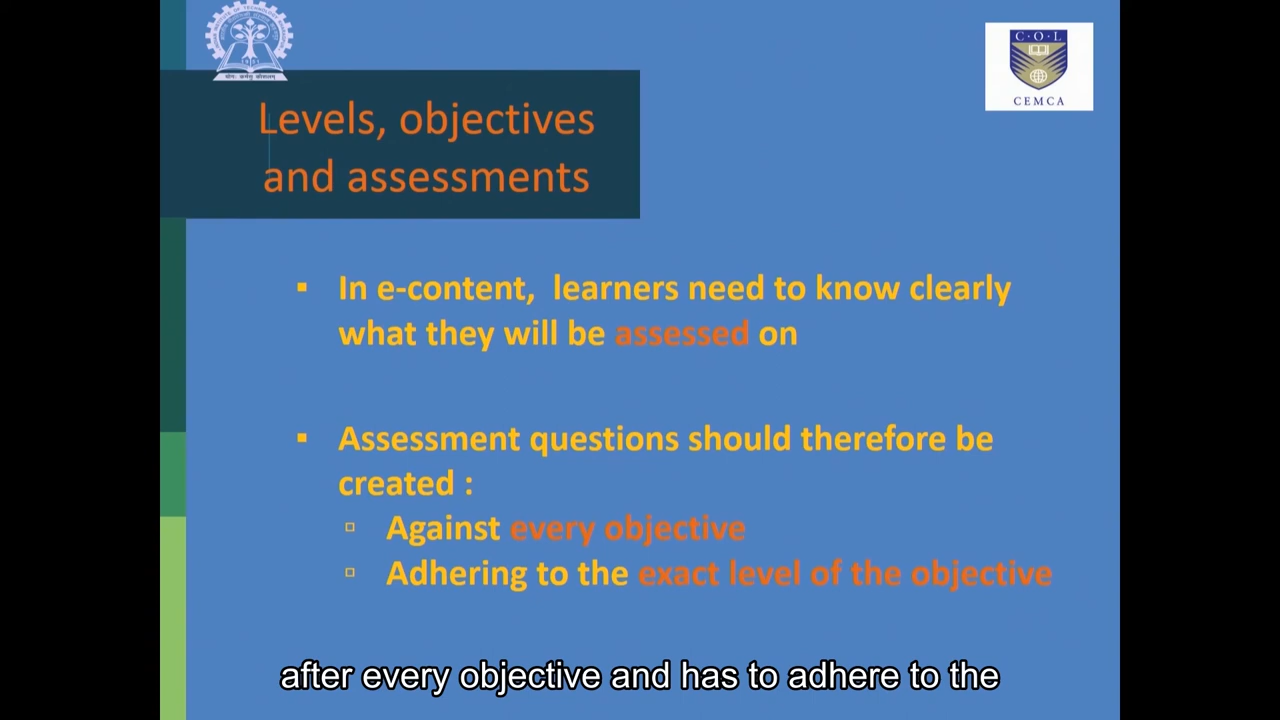 Levels, objectives
and assessments
C·O·L
CEMCA
▪ In e-content, learners need to know clearly
what they will be assessed on
▪ Assessment questions should therefore be
created :
▫ Against every objective
▫ Adhering to the exact level of the objective
after every objective and has to adhere to the